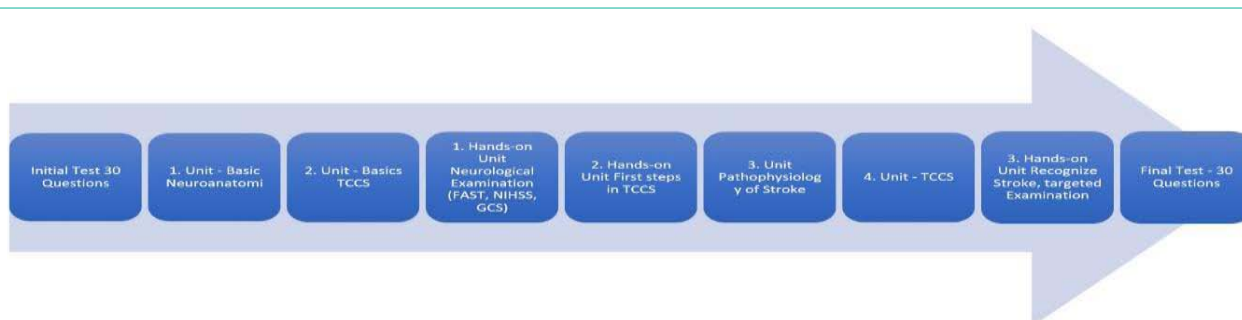 Initial Test 30
Questions
1. Unit - Basic
Neuroanatomi
2. Unit - Basics
TCCS
1. Hands-on
Unit
Neurological
Examination
(FAST, NIHSS,
GCS)
2. Hands-on
Unit First steps
in TCCS
3. Unit
Pathophysiolog
y of Stroke
4. Unit - TCCS
3. Hands-on
Unit Recognize
Stroke, targeted
Examination
Final Test - 30
Questions